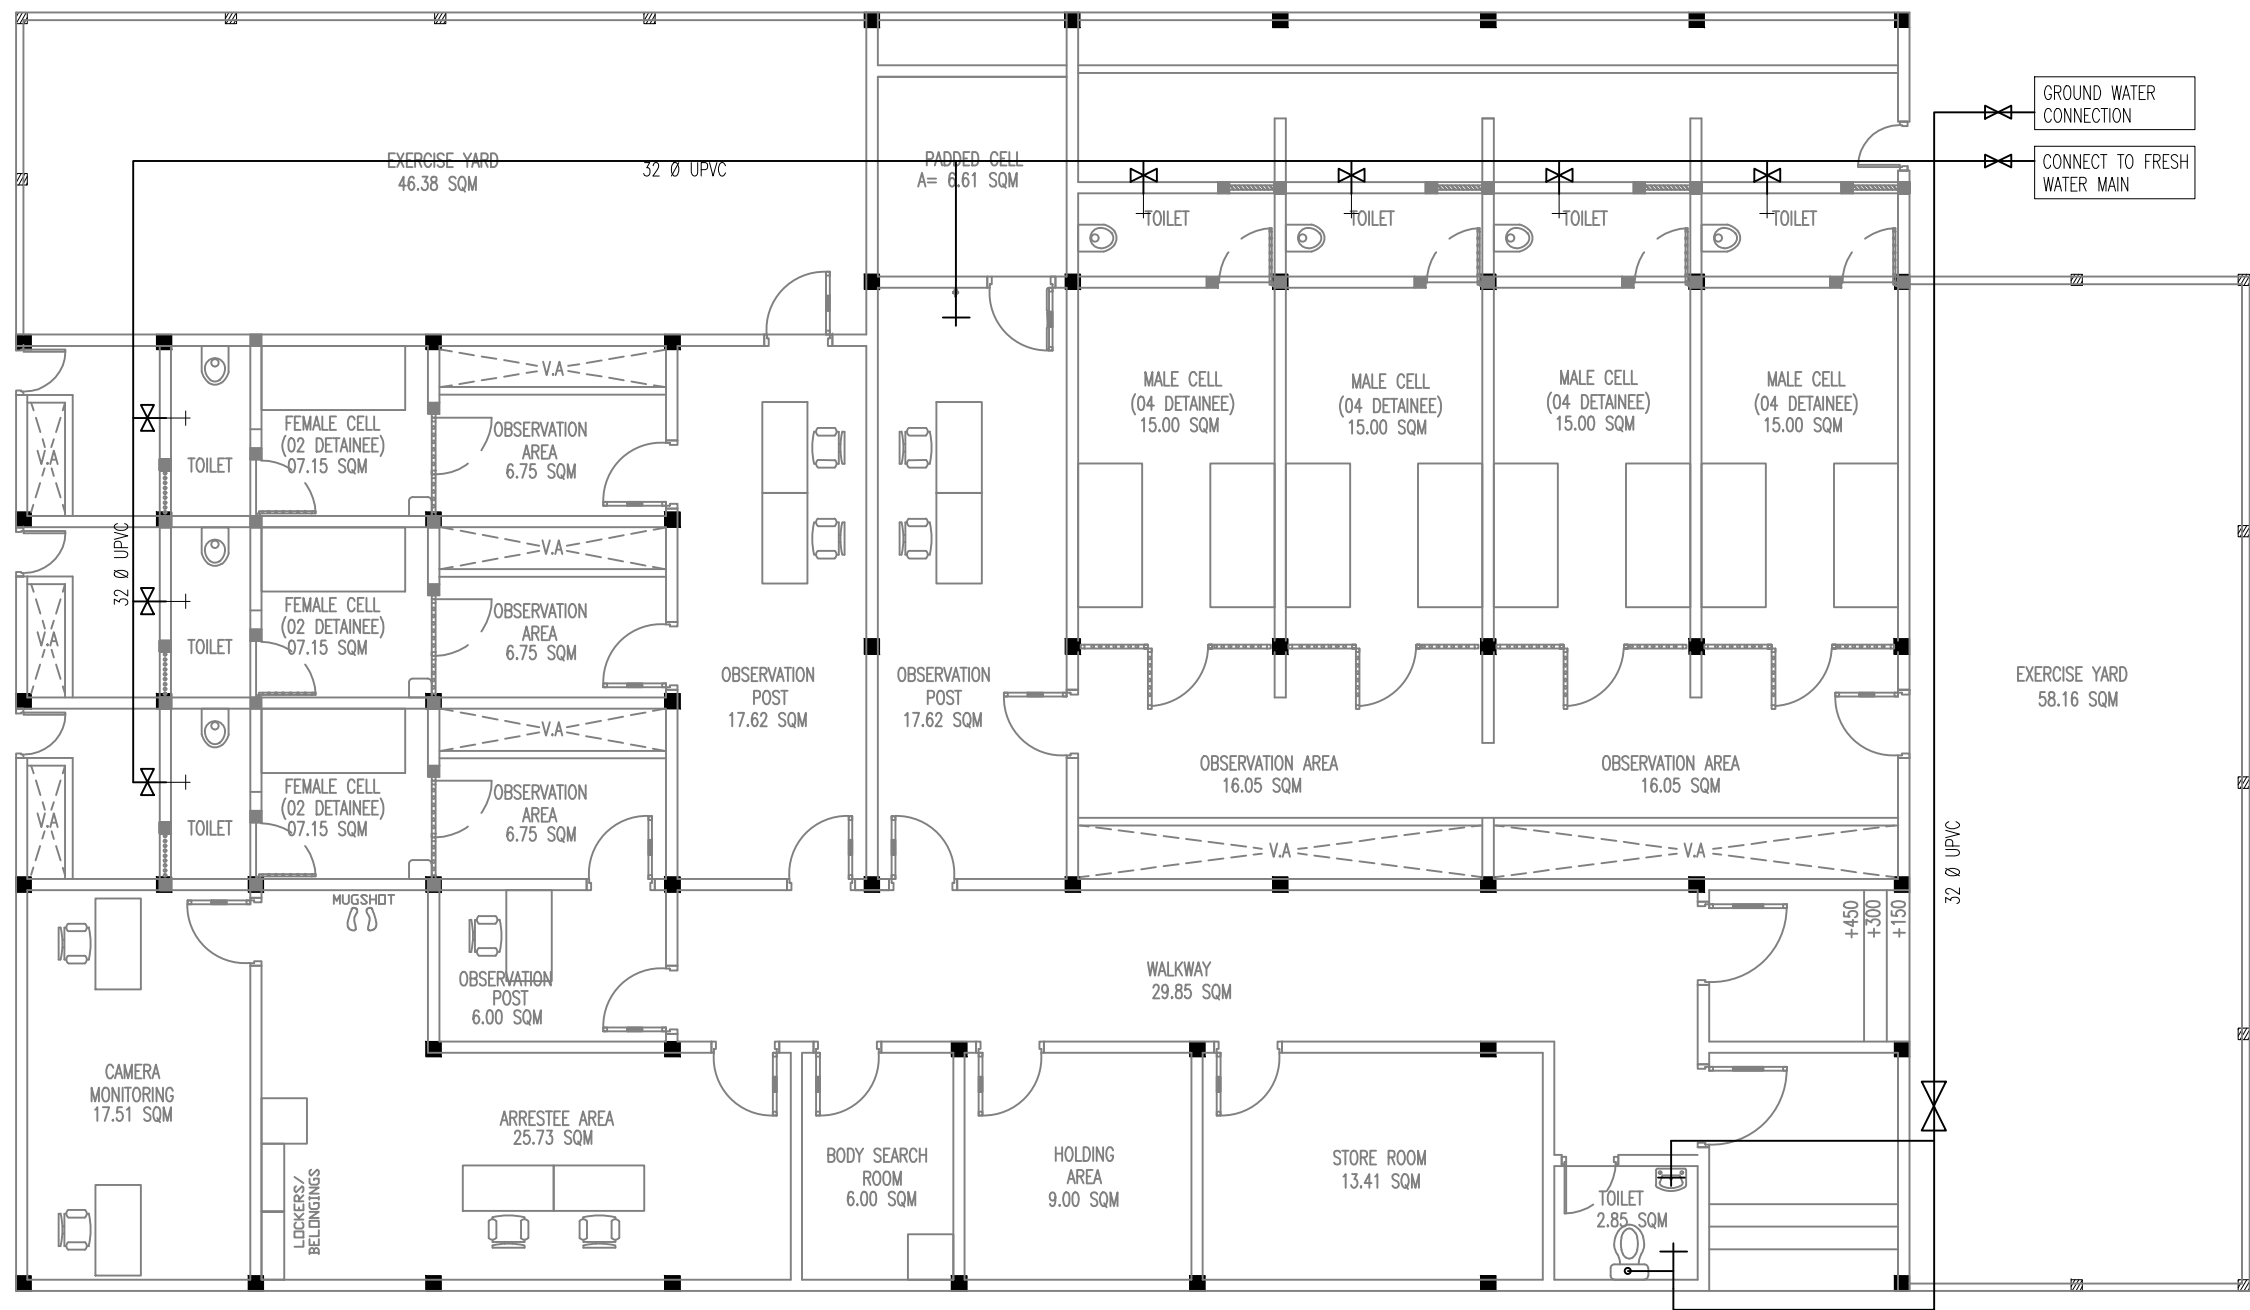 GROUND WATER
CONNECTION
CONNECT TO FRESH
WATER MAIN
EXERCISE YARD
46.38 SQM
32 Ø UPVC
PADDED CELL
A= 6.61 SQM
TOILET
TOILET
TOILET
TOILET
MALE CELL
(04 DETAINEE)
15.00 SQM
MALE CELL
(04 DETAINEE)
15.00 SQM
MALE CELL
(04 DETAINEE)
15.00 SQM
MALE CELL
(04 DETAINEE)
15.00 SQM
V.A
V.A
TOILET
FEMALE CELL
(02 DETAINEE)
07.15 SQM
OBSERVATION
AREA
6.75 SQM
32 Ø UPVC
V.A
V.A
TOILET
FEMALE CELL
(02 DETAINEE)
07.15 SQM
OBSERVATION
AREA
6.75 SQM
V.A
V.A
TOILET
FEMALE CELL
(02 DETAINEE)
07.15 SQM
OBSERVATION
AREA
6.75 SQM
OBSERVATION
POST
17.62 SQM
OBSERVATION
POST
17.62 SQM
OBSERVATION AREA
16.05 SQM
OBSERVATION AREA
16.05 SQM
V.A
V.A
EXERCISE YARD
58.16 SQM
32 Ø UPVC
MUGSHOT
OBSERVATION
POST
6.00 SQM
WALKWAY
29.85 SQM
+450
+300
+150
CAMERA
MONITORING
17.51 SQM
LOCKERS/
BELONGINGS
ARRESTEE AREA
25.73 SQM
BODY SEARCH
ROOM
6.00 SQM
HOLDING
AREA
9.00 SQM
STORE ROOM
13.41 SQM
TOILET
2.85 SQM